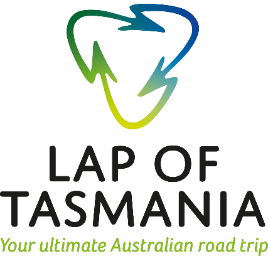 LAP OF
TASMANIA
Your ultimate Australian road trip